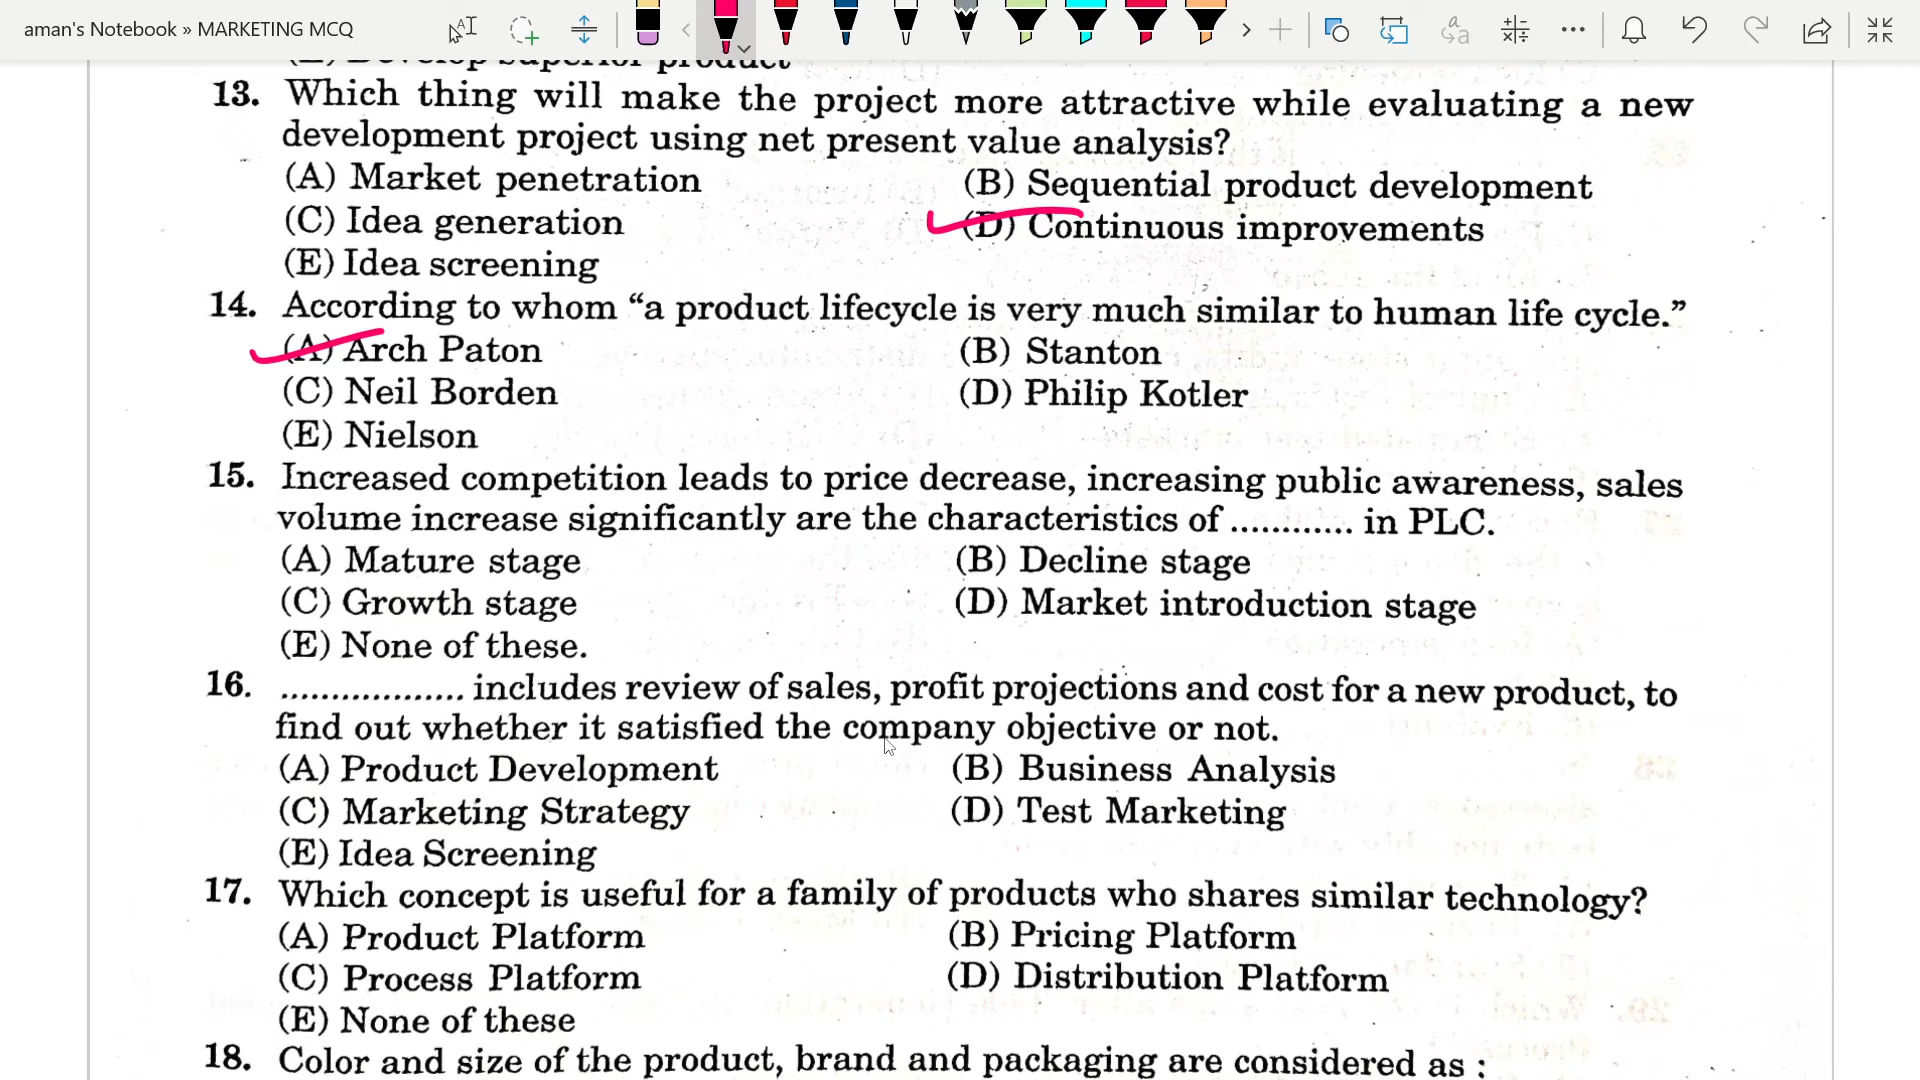 aman's Notebook » MARKETING MCQ
(E) Develop superior product
13. Which thing will make the project more attractive while evaluating a new
development project using net present value analysis?
(A) Market penetration (B) Sequential product development
(C) Idea generation (D) Continuous improvements
(E) Idea screening
14. According to whom “a product lifecycle is very much similar to human life cycle.”
(A) Arch Paton (B) Stanton
(C) Neil Borden (D) Philip Kotler
(E) Nielson
15. Increased competition leads to price decrease, increasing public awareness, sales
volume increase significantly are the characteristics of ............ in PLC.
(A) Mature stage (B) Decline stage
(C) Growth stage (D) Market introduction stage
(E) None of these.
16. .................. includes review of sales, profit projections and cost for a new product, to
find out whether it satisfied the company objective or not.
(A) Product Development (B) Business Analysis
(C) Marketing Strategy (D) Test Marketing
(E) Idea Screening
17. Which concept is useful for a family of products who shares similar technology?
(A) Product Platform (B) Pricing Platform
(C) Process Platform (D) Distribution Platform
(E) None of these
18. Color and size of the product, brand and packaging are considered as :